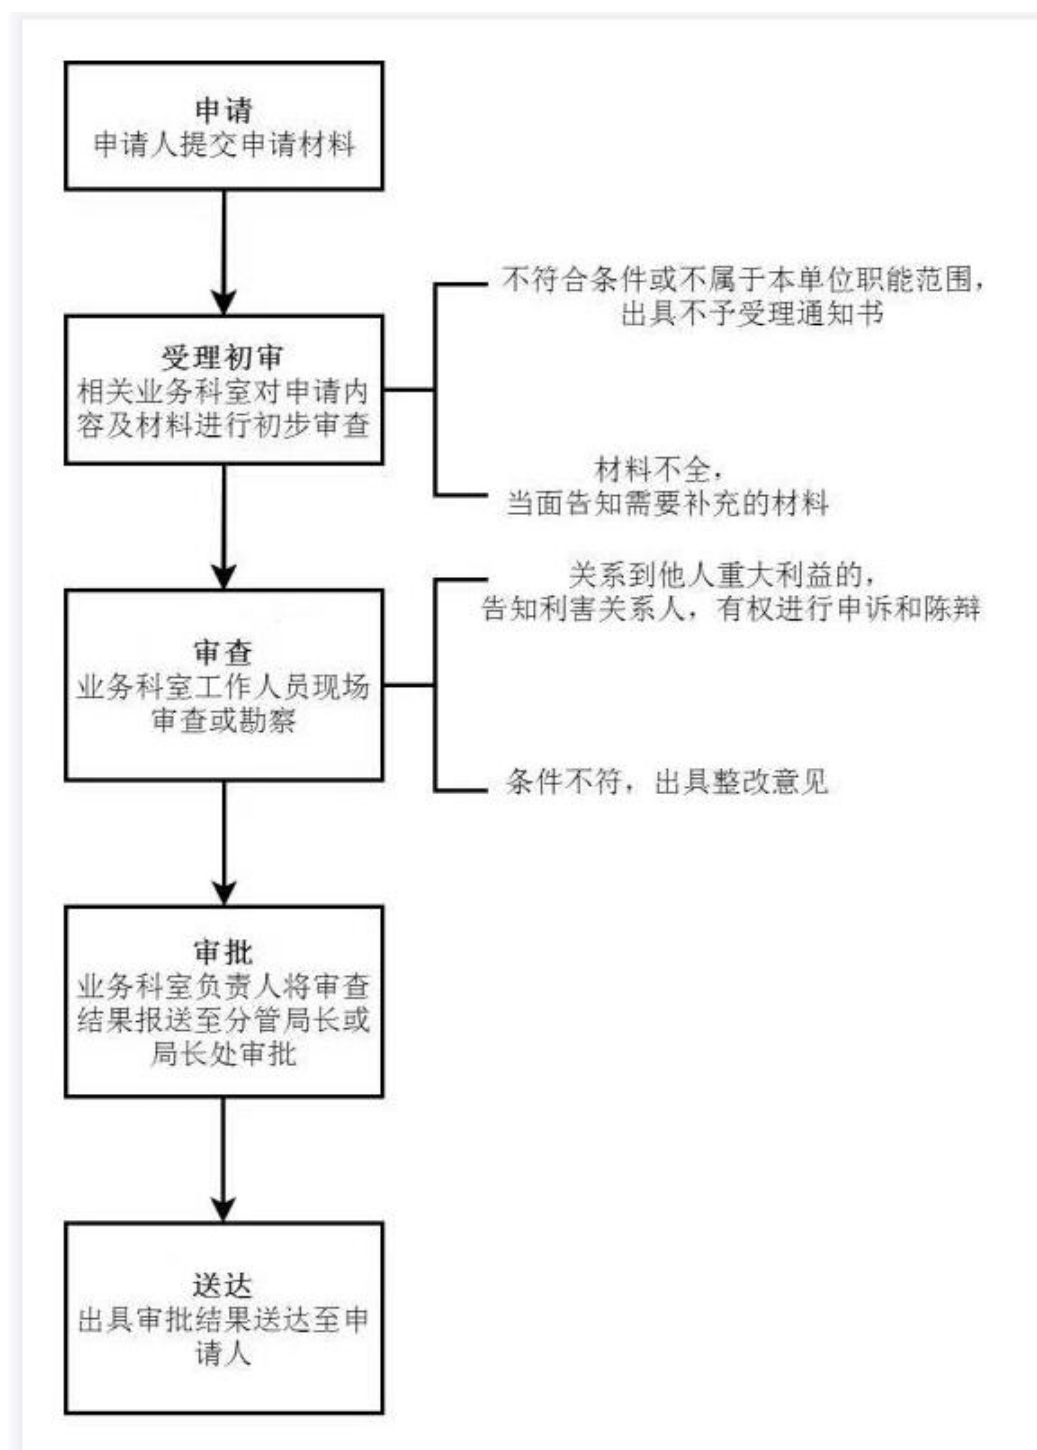 申请
申请人提交申请材料
不符合条件或不属于本单位职能范围，
出具不予受理通知书
受理初审
相关业务科室对申请内
容及材料进行初步审查
材料不全，
当面告知需要补充的材料
关系到他人重大利益的，
告知利害关系人，有权进行申诉和陈辩
审查
业务科室工作人员现场
审查或勘察
条件不符，出具整改意见
审批
业务科室负责人将审查
结果报送至分管局长或
局长处审批
送达
出具审批结果送达至申
请人